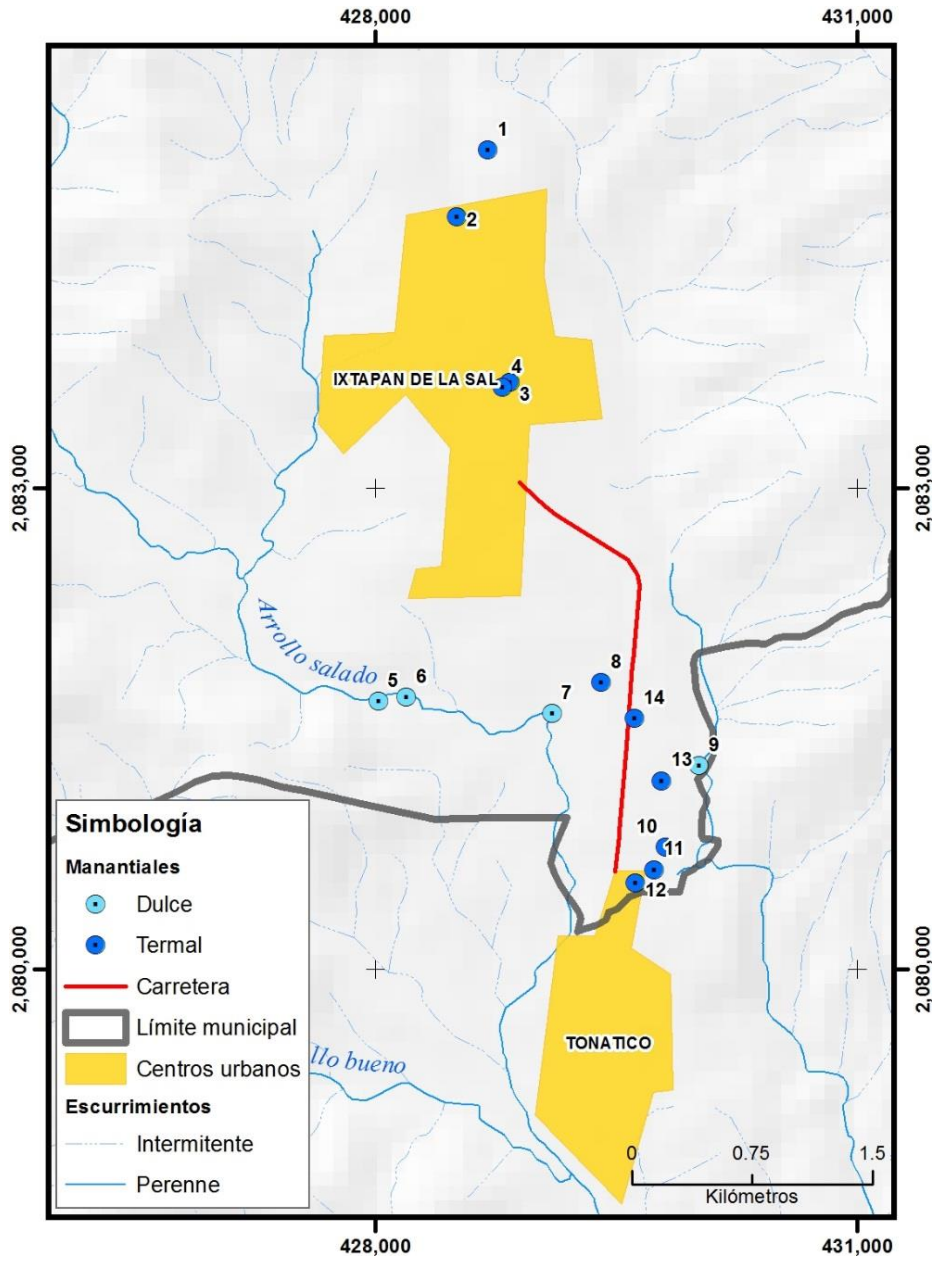 428,000
431,000
1
2
4
IXTAPAN DE LA SAL
3
2,083,000
2,083,000
Arrollo salado
8
5
6
7
14
13
9
10
11
12
Simbología
Manantiales
Dulce
Termal
Carretera
Límite municipal
Centros urbanos
Escurrimientos
Intermitente
Perenne
2,080,000
2,080,000
TONATICO
llo bueno
0
0.75
1.5
Kilómetros
428,000
431,000